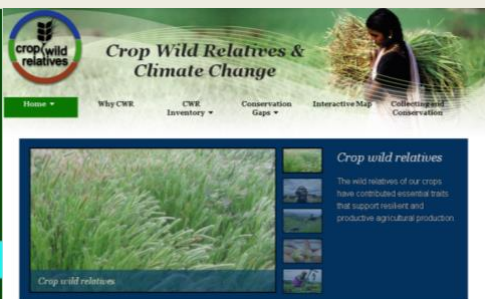 crop wild
relatives
Crop Wild Relatives &
Climate Change
Home
Why CWR
CWR
Inventory
Conservation
Gaps
Interactive Map
Collecting and
Conservation
Crop wild relatives
The wild relatives of our crops
have contributed essential traits
that support resilient and
productive agricultural production
Crop wild relatives